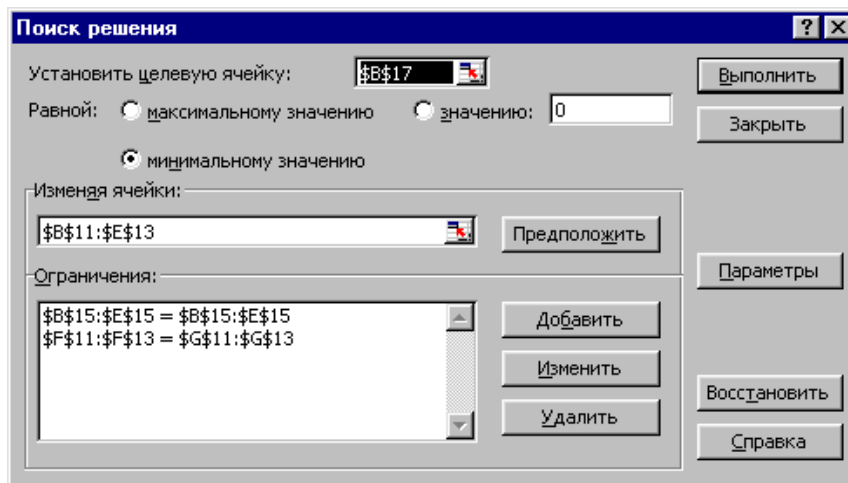 Поиск решения
Установить целевую ячейку: $B$17
Выполнить
Равной: максимальному значению значению: 0
Закрыть
минимальному значению
Изменяя ячейки:
$B$11:$E$13
Предположить
Ограничения:
Параметры
$B$15:$E$15 = $B$15:$E$15
$F$11:$F$13 = $G$11:$G$13
Добавить
Изменить
Удалить
Восстановить
Справка